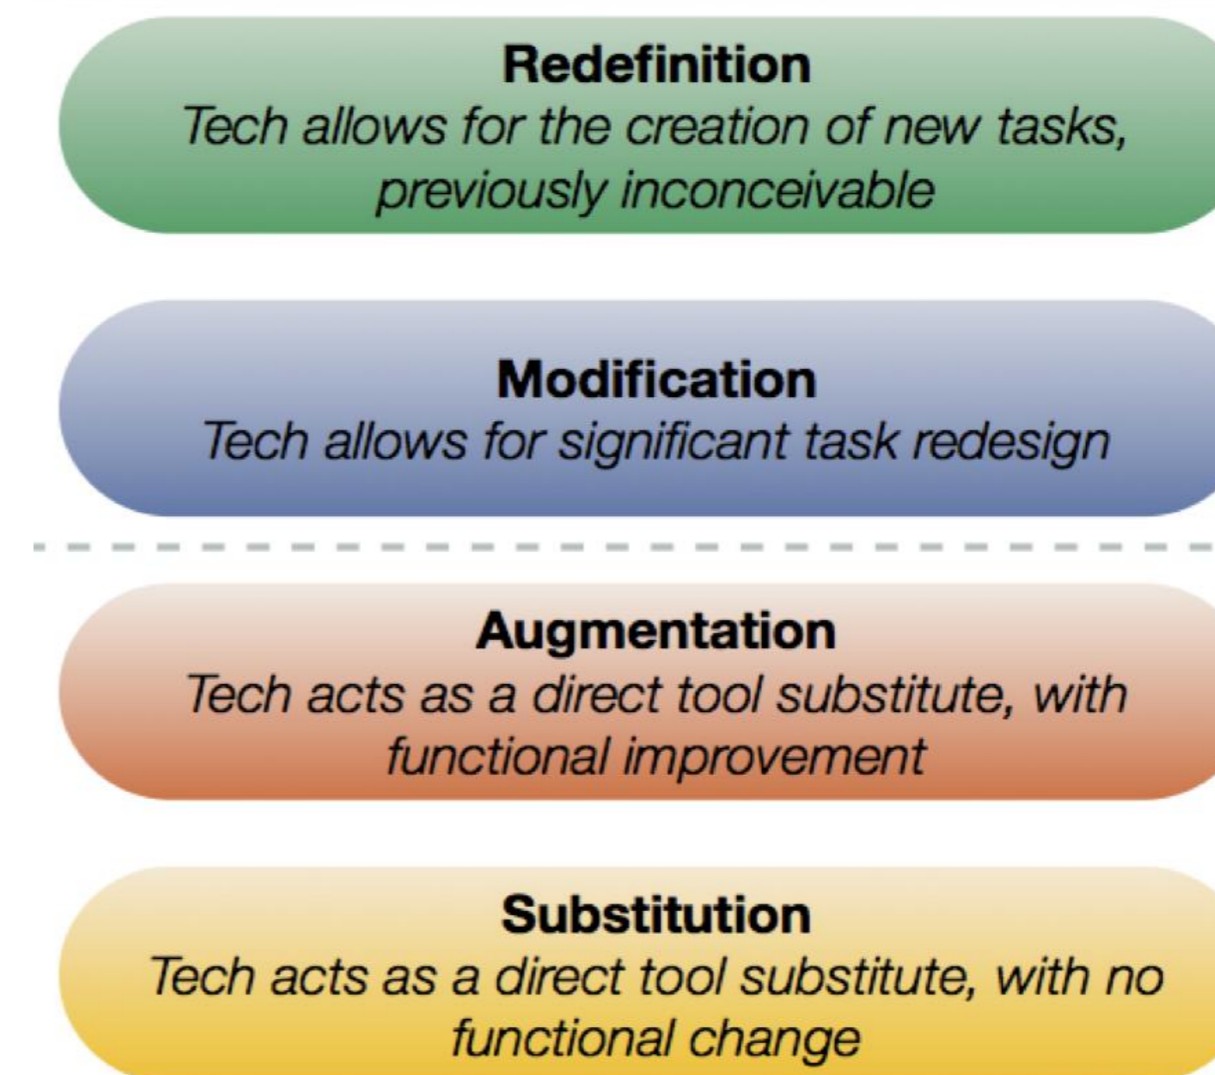 Redefinition
Tech allows for the creation of new tasks,
previously inconceivable
Modification
Tech allows for significant task redesign
Augmentation
Tech acts as a direct tool substitute, with
functional improvement
Substitution
Tech acts as a direct tool substitute, with no
functional change